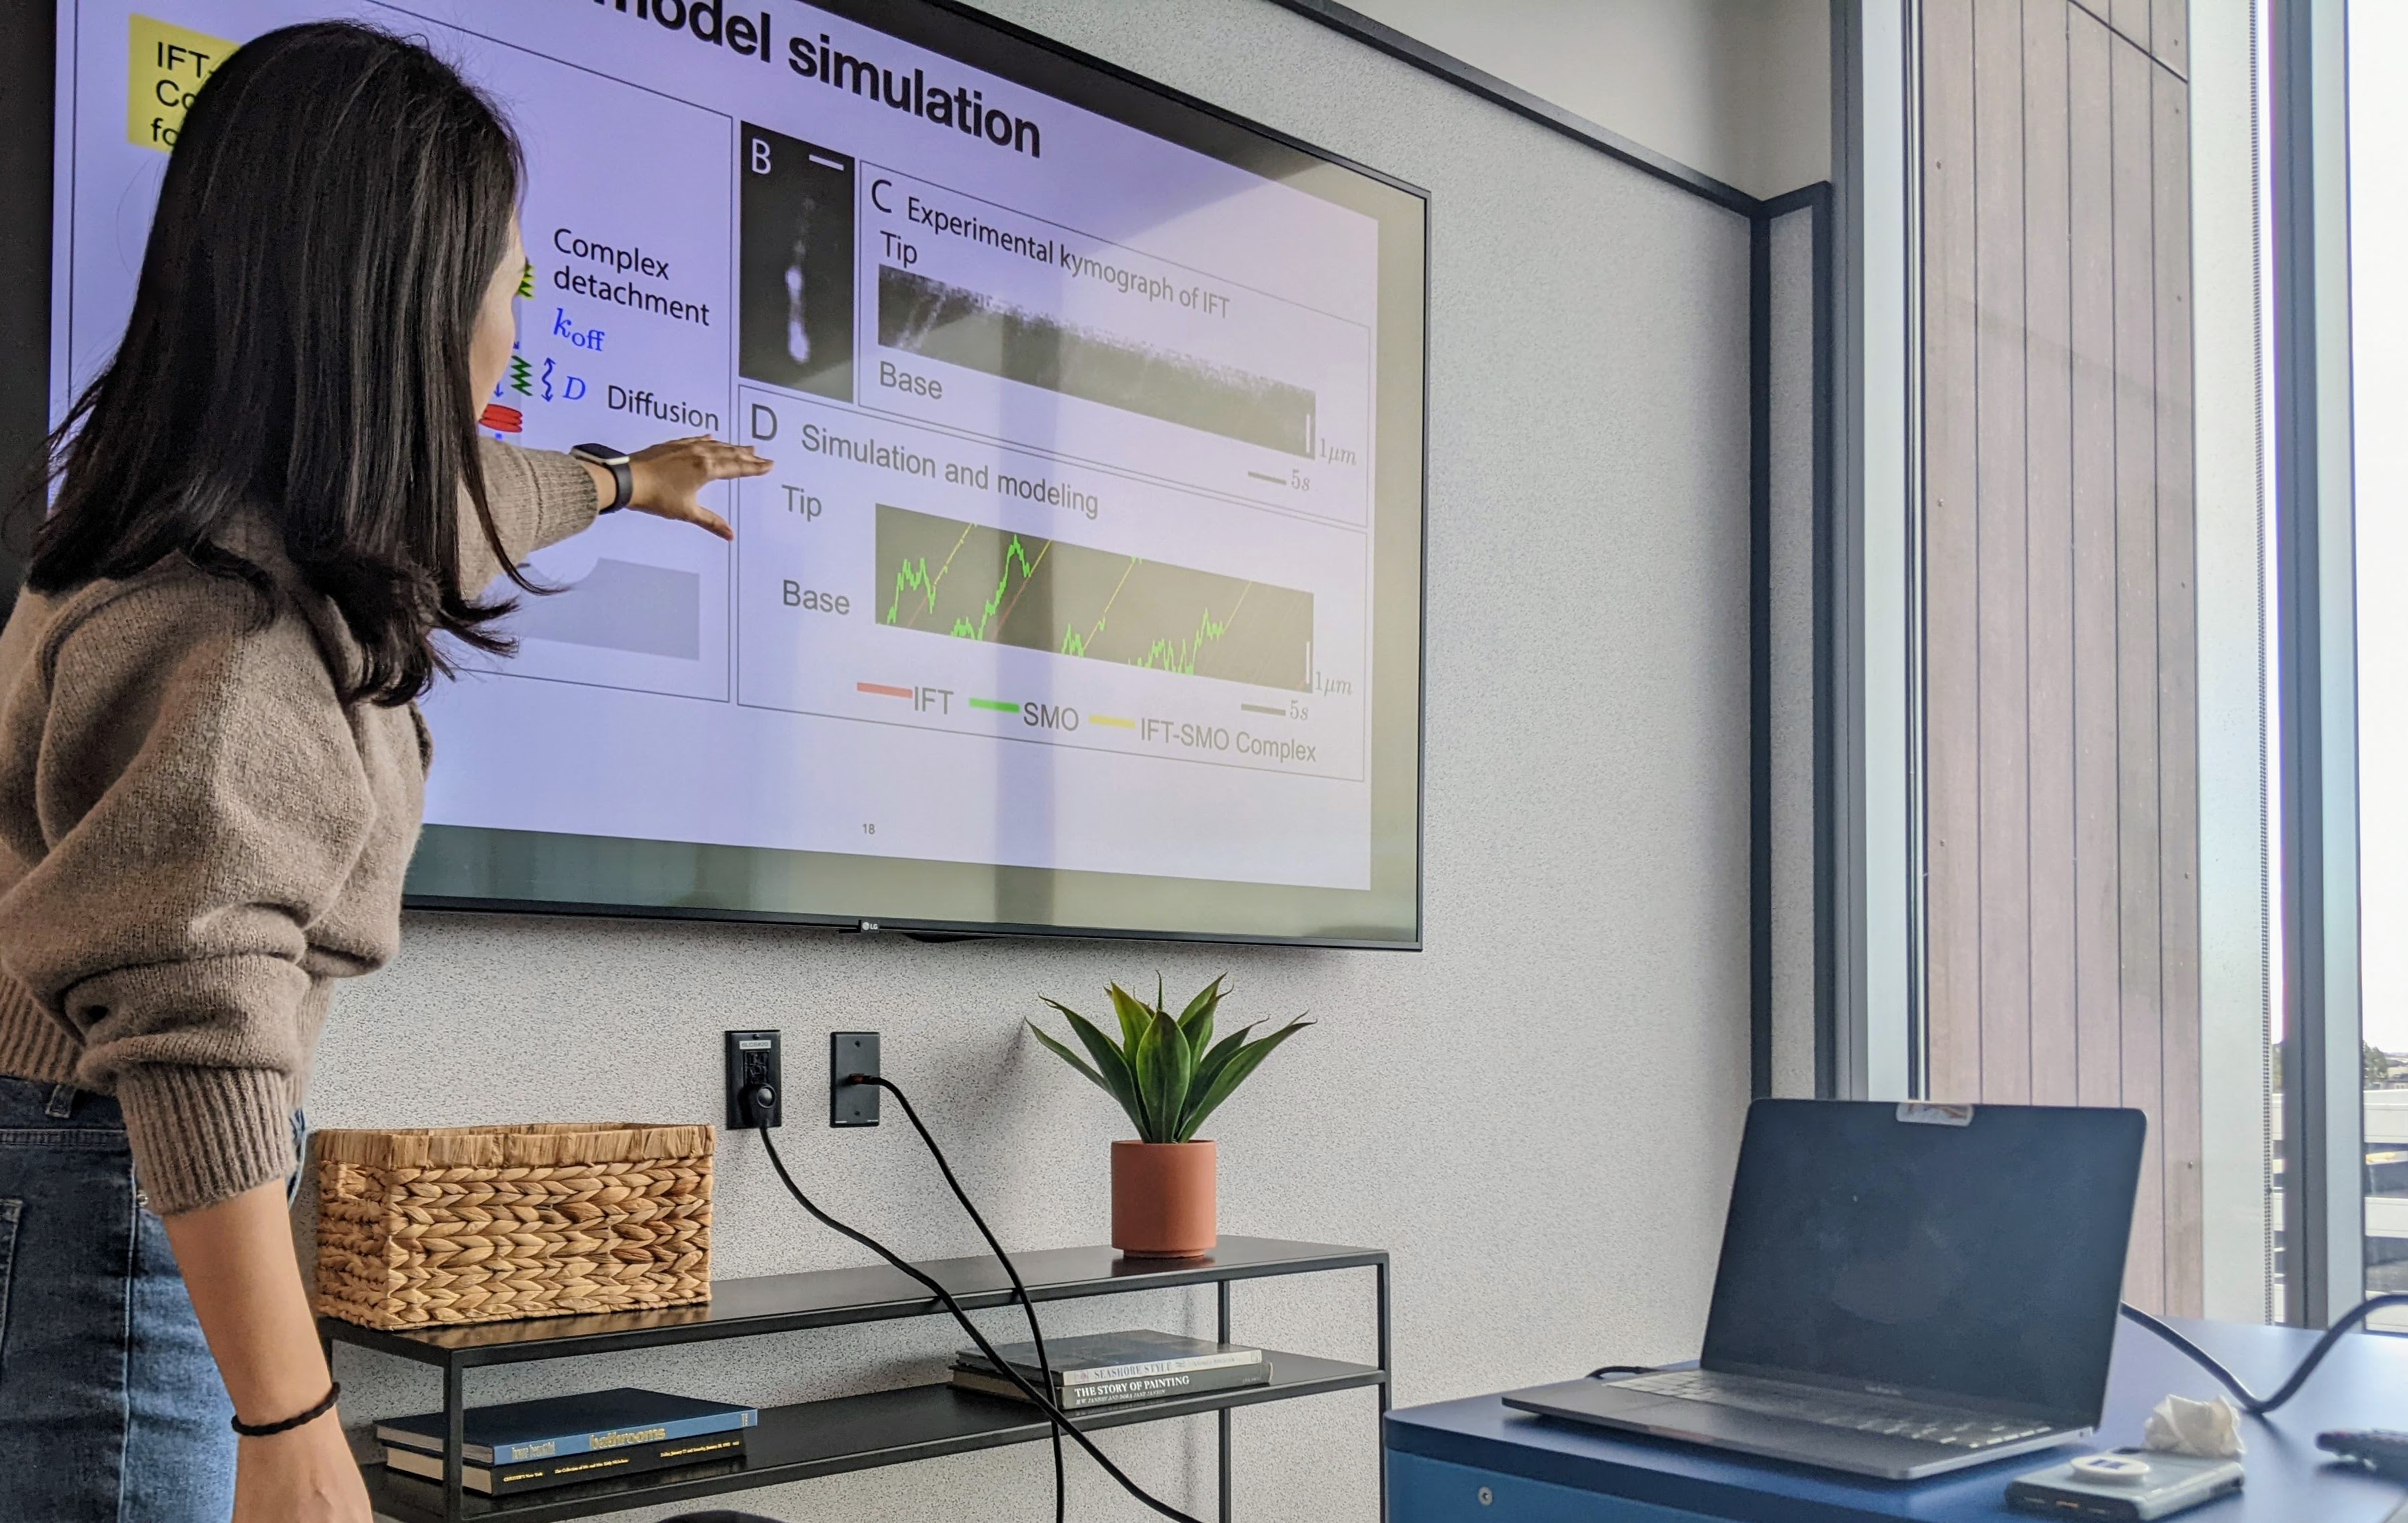 model simulation
IFT-
Complex
detachment
koff
D Diffusion
B
C Experimental kymograph of IFT
Tip
Base
1μm
5s
D Simulation and modeling
Tip
Base
1μm
5s
IFT SMO IFT-SMO Complex
18
LG
SEASHORE STYLE
THE STORY OF PAINTING
bathrooms